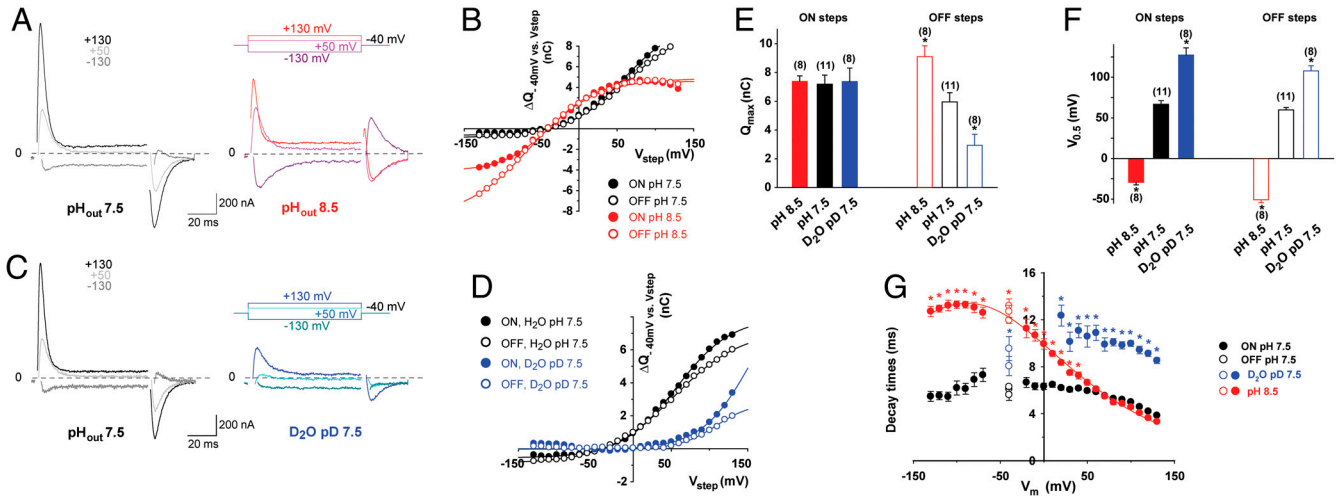 A
+130
+50
-130
0
pHout 7.5
200 nA
20 ms
+130 mV
+50 mV
-130 mV
-40 mV
0
pHout 8.5
B
ΔQ- 40mV vs. Vstep
(nC)
8
6
4
2
-2
-4
-6
-8
-150
-100
-50
50
100
150
Vstep (mV)
ON pH 7.5
OFF pH 7.5
ON pH 8.5
OFF pH 8.5
C
+130
+50
-130
0
pHout 7.5
200 nA
20 ms
+130 mV
+50 mV
-130 mV
-40 mV
0
D2O pD 7.5
200 nA
20 ms
D
ΔQ- 40mV vs. Vstep
(nC)
8
6
4
2
-2
-150
-100
-50
0
50
100
150
Vstep (mV)
ON, H2O pH 7.5
OFF, H2O pH 7.5
ON, D2O pD 7.5
OFF, D2O pD 7.5
E
ON steps
OFF steps
Qmax (nC)
10
8
6
4
2
0
(8)
(11)
(8)
(8)
*
(11)
(8)
*
pH 8.5
pH 7.5
D2O pD 7.5
pH 8.5
pH 7.5
D2O pD 7.5
F
ON steps
OFF steps
V0.5 (mV)
100
50
0
-50
*
(8)
(11)
(8)
*
*
(8)
(11)
(8)
*
pH 8.5
pH 7.5
D2O pD 7.5
pH 8.5
pH 7.5
D2O pD 7.5
G
Decay times (ms)
16
12
8
4
0
-150
-50
50
150
Vm (mV)
ON pH 7.5
OFF pH 7.5
D2O pD 7.5
pH 8.5